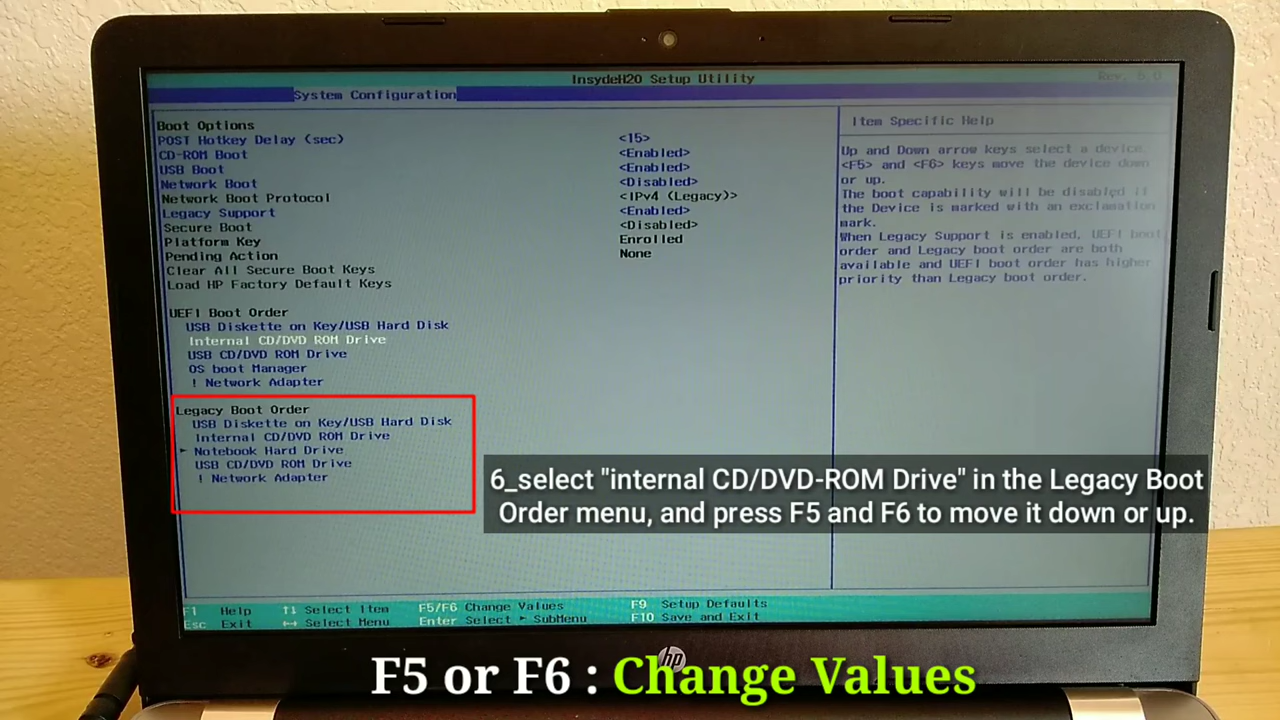 InsydeH20 Setup Utility
Rev. 5.0
System Configuration
Boot Options
POST Hotkey Delay (sec) <15>
CD-ROM Boot <Enabled>
USB Boot <Enabled>
Network Boot <Disabled>
Network Boot Protocol <IPv4 (Legacy)>
Legacy Support <Enabled>
Secure Boot <Disabled>
Platform Key Enrolled
Pending Action None
Clear All Secure Boot Keys
Load HP Factory Default Keys
UEFI Boot Order
USB Diskette on Key/USB Hard Disk
Internal CD/DVD ROM Drive
USB CD/DVD ROM Drive
OS boot Manager
! Network Adapter
Legacy Boot Order
USB Diskette on Key/USB Hard Disk
Internal CD/DVD ROM Drive
▸ Notebook Hard Drive
USB CD/DVD ROM Drive
! Network Adapter
Item Specific Help
Up and Down arrow keys select a device.
<F5> and <F6> keys move the device down
or up.
The boot capability will be disabled if
the Device is marked with an exclamation
mark.
When Legacy Support is enabled, UEFI boot
order and Legacy boot order are both
available and UEFI boot order has higher
priority than Legacy boot order.
6_select "internal CD/DVD-ROM Drive" in the Legacy Boot
Order menu, and press F5 and F6 to move it down or up.
F1 Help ↑↓ Select Item F5/F6 Change Values F9 Setup Defaults
Esc Exit ↔ Select Menu Enter Select ▸ SubMenu F10 Save and Exit
hp
F5 or F6 : Change Values